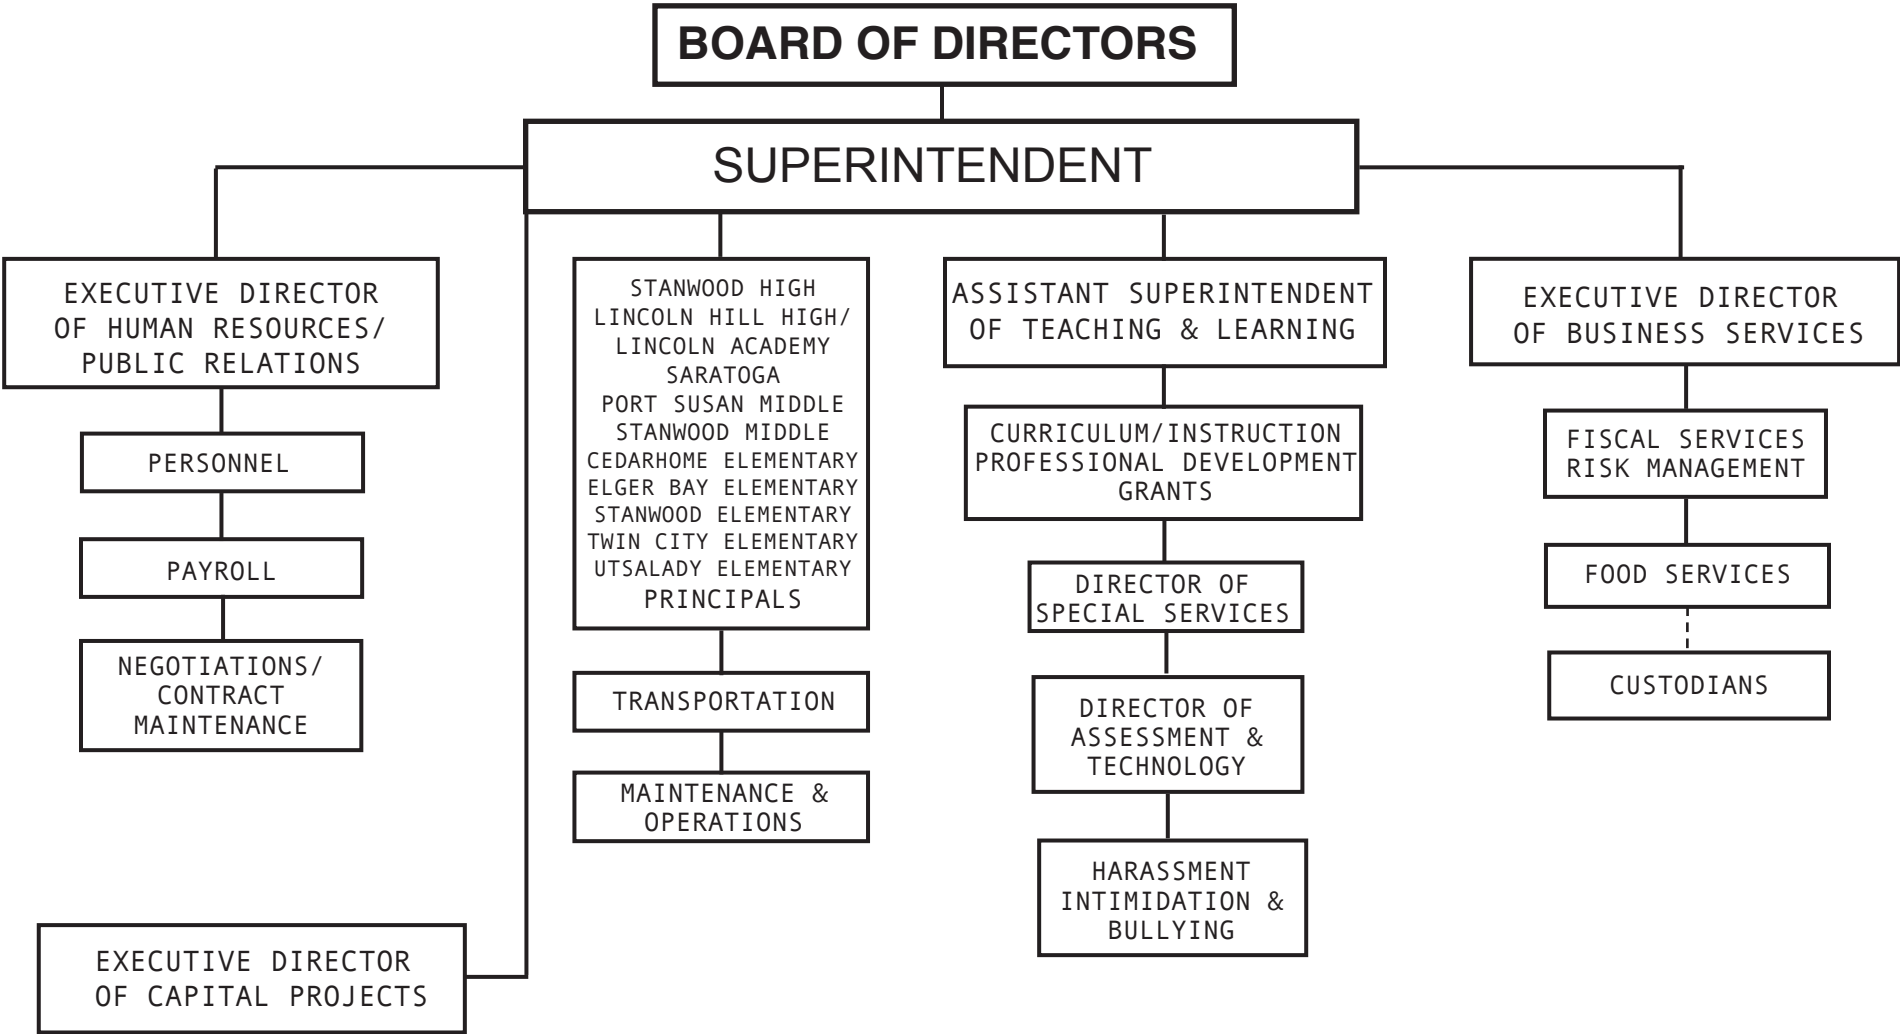 BOARD OF DIRECTORS
SUPERINTENDENT
EXECUTIVE DIRECTOR
OF HUMAN RESOURCES/
PUBLIC RELATIONS
PERSONNEL
PAYROLL
NEGOTIATIONS/
CONTRACT
MAINTENANCE
EXECUTIVE DIRECTOR
OF CAPITAL PROJECTS
STANWOOD HIGH
LINCOLN HILL HIGH/
LINCOLN ACADEMY
SARATOGA
PORT SUSAN MIDDLE
STANWOOD MIDDLE
CEDARHOME ELEMENTARY
ELGER BAY ELEMENTARY
STANWOOD ELEMENTARY
TWIN CITY ELEMENTARY
UTSALADY ELEMENTARY
PRINCIPALS
TRANSPORTATION
MAINTENANCE &
OPERATIONS
ASSISTANT SUPERINTENDENT
OF TEACHING & LEARNING
CURRICULUM/INSTRUCTION
PROFESSIONAL DEVELOPMENT
GRANTS
DIRECTOR OF
SPECIAL SERVICES
DIRECTOR OF
ASSESSMENT &
TECHNOLOGY
HARASSMENT
INTIMIDATION &
BULLYING
EXECUTIVE DIRECTOR
OF BUSINESS SERVICES
FISCAL SERVICES
RISK MANAGEMENT
FOOD SERVICES
CUSTODIANS